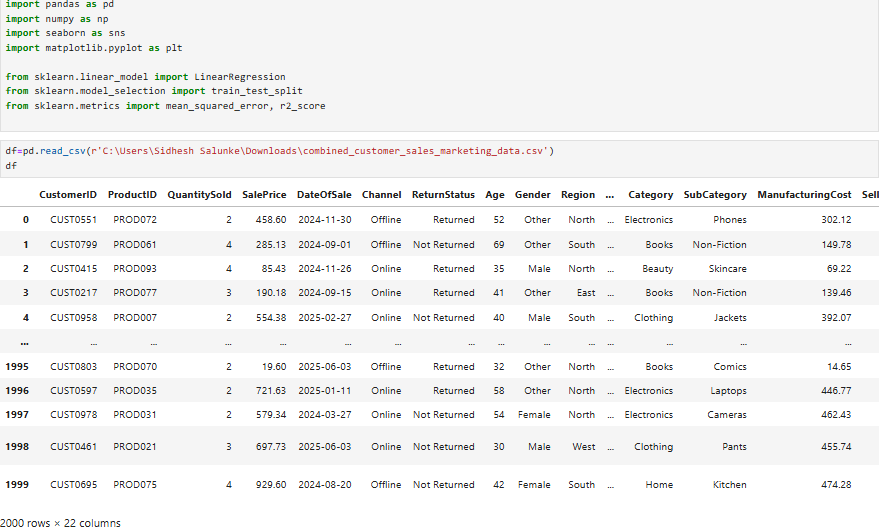 import pandas as pd
import numpy as np
import seaborn as sns
import matplotlib.pyplot as plt
from sklearn.linear_model import LinearRegression
from sklearn.model_selection import train_test_split
from sklearn.metrics import mean_squared_error, r2_score
df=pd.read_csv(r'C:\Users\Sidhesh Salunke\Downloads\combined_customer_sales_marketing_data.csv')
df
CustomerID ProductID QuantitySold SalePrice DateOfSale Channel ReturnStatus Age Gender Region ... Category SubCategory ManufacturingCost Sell
0 CUST0551 PROD072 2 458.60 2024-11-30 Offline Returned 52 Other North ... Electronics Phones 302.12
1 CUST0799 PROD061 4 285.13 2024-09-01 Offline Not Returned 69 Other South ... Books Non-Fiction 149.78
2 CUST0415 PROD093 4 85.43 2024-11-26 Online Returned 35 Male North ... Beauty Skincare 69.22
3 CUST0217 PROD077 3 190.18 2024-09-15 Online Returned 41 Other East ... Books Non-Fiction 139.46
4 CUST0958 PROD007 2 554.38 2025-02-27 Online Not Returned 40 Male South ... Clothing Jackets 392.07
... ... ... ... ... ... ... ... ... ... ... ... ... ... ...
1995 CUST0803 PROD070 2 19.60 2025-06-03 Offline Returned 32 Other North ... Books Comics 14.65
1996 CUST0597 PROD035 2 721.63 2025-01-11 Online Returned 58 Other North ... Electronics Laptops 446.77
1997 CUST0978 PROD031 2 579.34 2024-03-27 Online Not Returned 54 Female North ... Electronics Cameras 462.43
1998 CUST0461 PROD021 3 697.73 2025-06-03 Online Not Returned 30 Male West ... Clothing Pants 455.74
1999 CUST0695 PROD075 4 929.60 2024-08-20 Offline Not Returned 42 Female South ... Home Kitchen 474.28
2000 rows × 22 columns